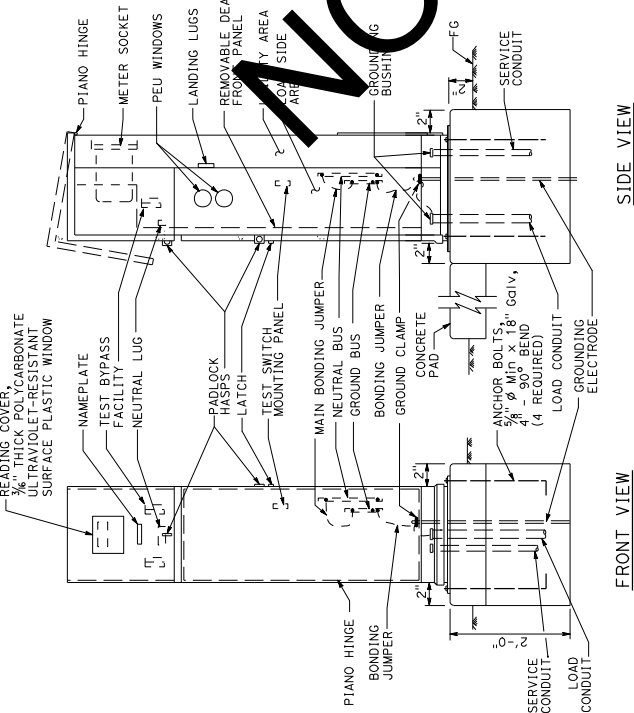 READING COVER,
3/16" THICK POLYCARBONATE
ULTRAVIOLET-RESISTANT
SURFACE PLASTIC WINDOW
NAMEPLATE
TEST BYPASS
FACILITY
NEUTRAL LUG
PADLOCK
HASPS
LATCH
TEST SWITCH
MOUNTING PANEL
MAIN BONDING JUMPER
NEUTRAL BUS
GROUND BUS
BONDING JUMPER
GROUND CLAMP
CONCRETE
PAD
ANCHOR BOLTS,
5/8" ø Min x 18" Galv,
4" - 90° BEND
(4 REQUIRED)
LOAD CONDUIT
GROUNDING
ELECTRODE
PIANO HINGE
BONDING
JUMPER
2"
2"
2'-0"
SERVICE
CONDUIT
LOAD
CONDUIT
FRONT VIEW
PIANO HINGE
METER SOCKET
PEU WINDOWS
LANDING LUGS
REMOVABLE
FRONT PANEL
AREA
SIDE
GROUNDING
BUSHING
FG
2"
2"
2"
SERVICE
CONDUIT
SIDE VIEW
NO